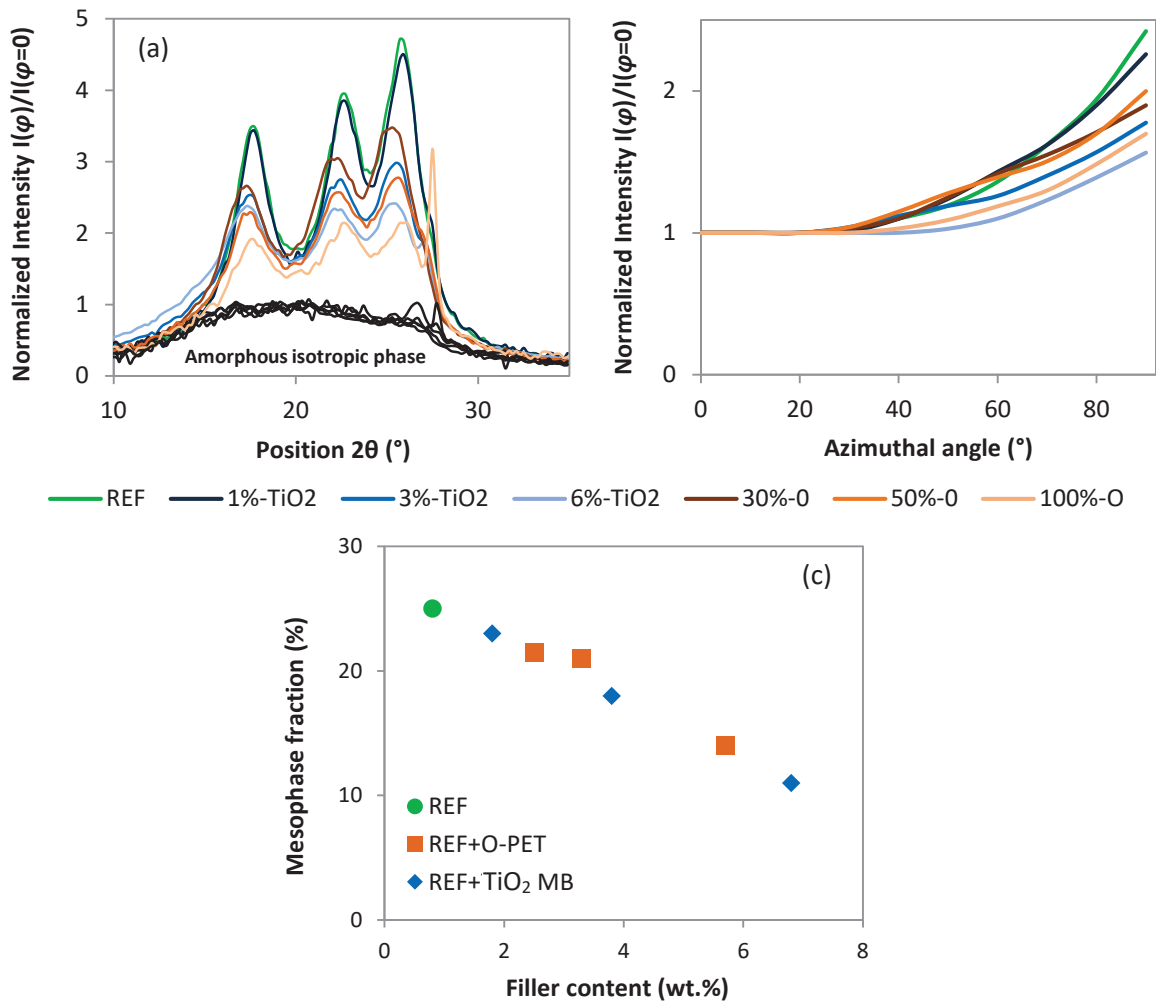 Normalized Intensity I(φ)/I(φ=0)
5
4
3
2
1
0
(a)
Amorphous isotropic phase
10
20
30
Position 2θ (°)
Normalized Intensity I(φ)/I(φ=0)
2
1
0
0
20
40
60
80
Azimuthal angle (°)
REF
1%-TiO2
3%-TiO2
6%-TiO2
30%-0
50%-0
100%-O
Mesophase fraction (%)
30
20
10
0
(c)
REF
REF+O-PET
REF+TiO₂ MB
0
2
4
6
8
Filler content (wt.%)